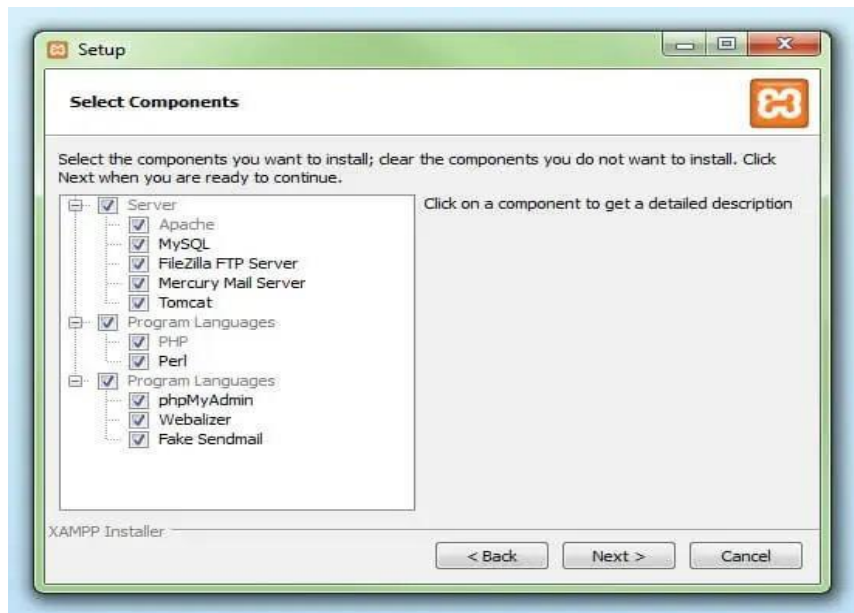 Setup
Select Components
Select the components you want to install; clear the components you do not want to install. Click
Next when you are ready to continue.
Server
Apache
MySQL
FileZilla FTP Server
Mercury Mail Server
Tomcat
Program Languages
PHP
Perl
Program Languages
phpMyAdmin
Webalizer
Fake Sendmail
Click on a component to get a detailed description
XAMPP Installer
< Back
Next >
Cancel